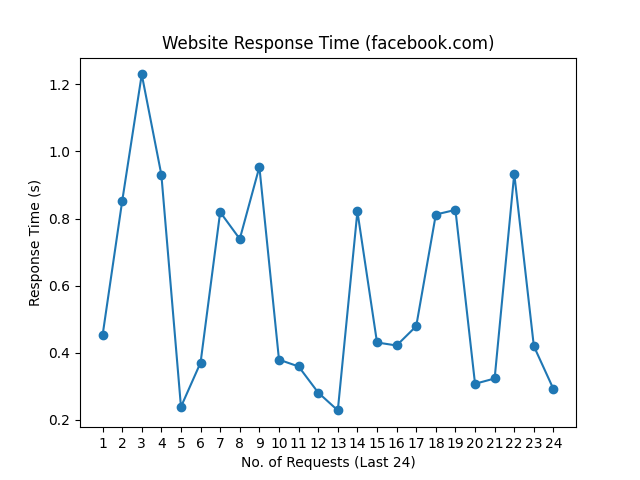 Website Response Time (facebook.com)
Response Time (s)
1.2
1.0
0.8
0.6
0.4
0.2
1 2 3 4 5 6 7 8 9 10 11 12 13 14 15 16 17 18 19 20 21 22 23 24
No. of Requests (Last 24)